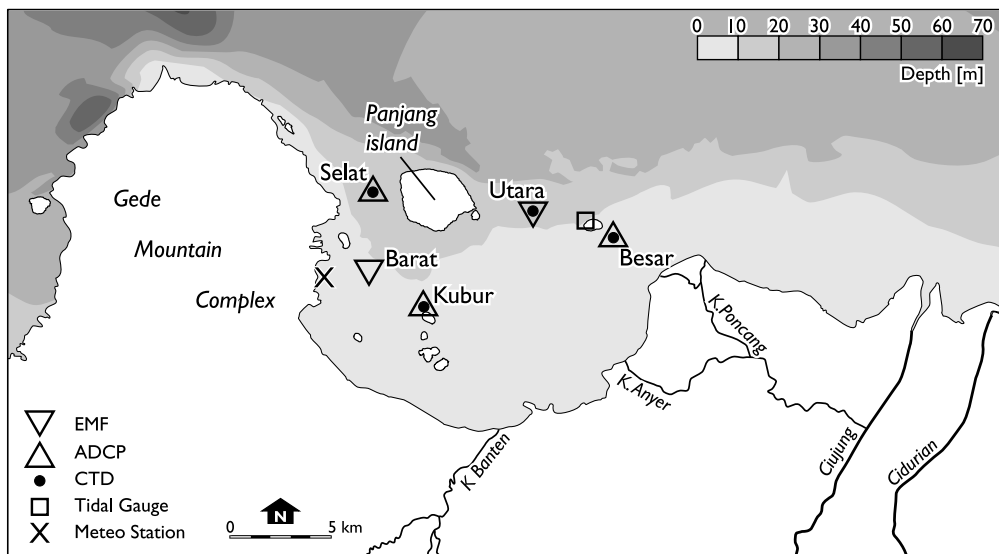 0 10 20 30 40 50 60 70
Depth [m]
Panjang
island
Selat
Utara
Gede
Mountain
Complex
Barat
Besar
Kubur
K.Poncang
K.Anyer
K. Banten
Ciujung
Cidurian
EMF
ADCP
CTD
Tidal Gauge
Meteo Station
N
0 5 km